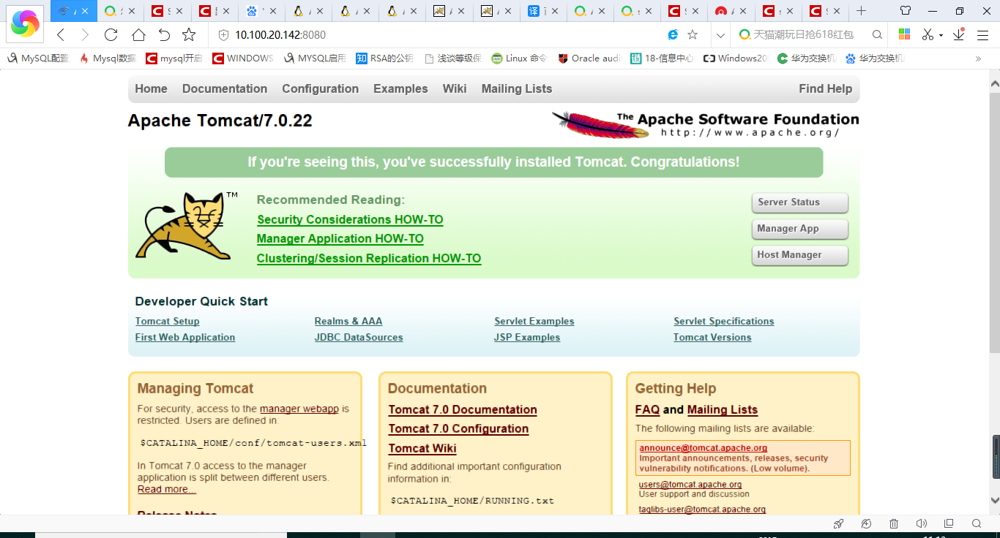 10.100.20.142:8080
天猫潮玩日抢618红包
MySQL配置 Mysql数据 mysql开启 WINDOWS MYSQL启用 RSA的公钥 浅谈等级保 Linux 命令 Oracle audi 18-信息中心 Windows20 华为交换机 华为交换机
Home Documentation Configuration Examples Wiki Mailing Lists Find Help
Apache Tomcat/7.0.22
The Apache Software Foundation
http://www.apache.org/
If you're seeing this, you've successfully installed Tomcat. Congratulations!
TM
Recommended Reading:
Security Considerations HOW-TO
Manager Application HOW-TO
Clustering/Session Replication HOW-TO
Server Status
Manager App
Host Manager
Developer Quick Start
Tomcat Setup Realms & AAA Servlet Examples Servlet Specifications
First Web Application JDBC DataSources JSP Examples Tomcat Versions
Managing Tomcat
For security, access to the manager webapp is
restricted. Users are defined in:
$CATALINA_HOME/conf/tomcat-users.xml
In Tomcat 7.0 access to the manager
application is split between different users.
Read more...
Release Notes
Documentation
Tomcat 7.0 Documentation
Tomcat 7.0 Configuration
Tomcat Wiki
Find additional important configuration
information in:
$CATALINA_HOME/RUNNING.txt
Getting Help
FAQ and Mailing Lists
The following mailing lists are available:
announce@tomcat.apache.org
Important announcements, releases, security
vulnerability notifications. (Low volume).
users@tomcat.apache.org
User support and discussion
taglibs-user@tomcat.apache.org